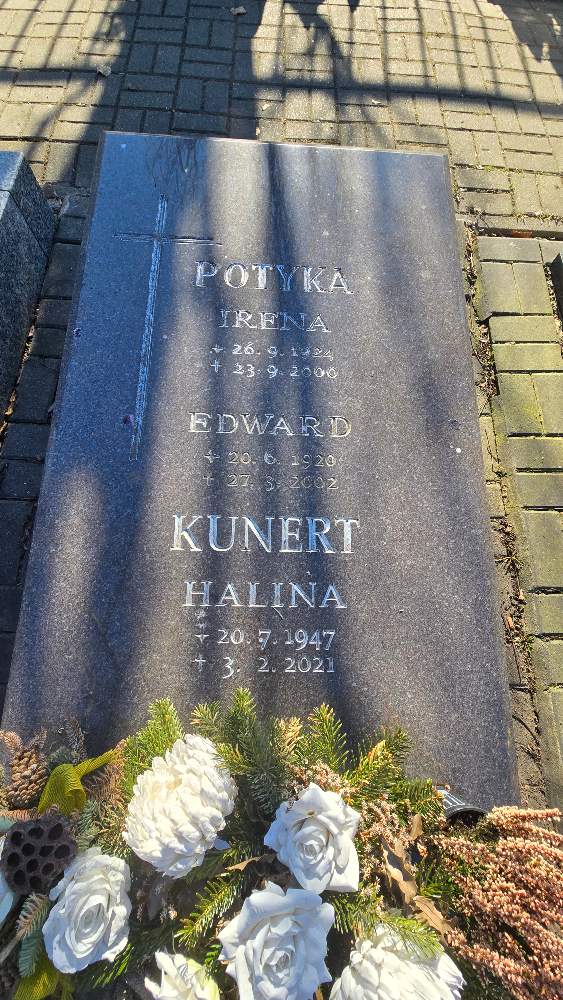 POTYKA
IRENA
* 26. 9. 1924
† 23. 9. 2006
EDWARD
* 20. 6. 1920
† 27. 3. 2002
KUNERT
HALINA
* 20. 7. 1947
† 3. 2. 2021